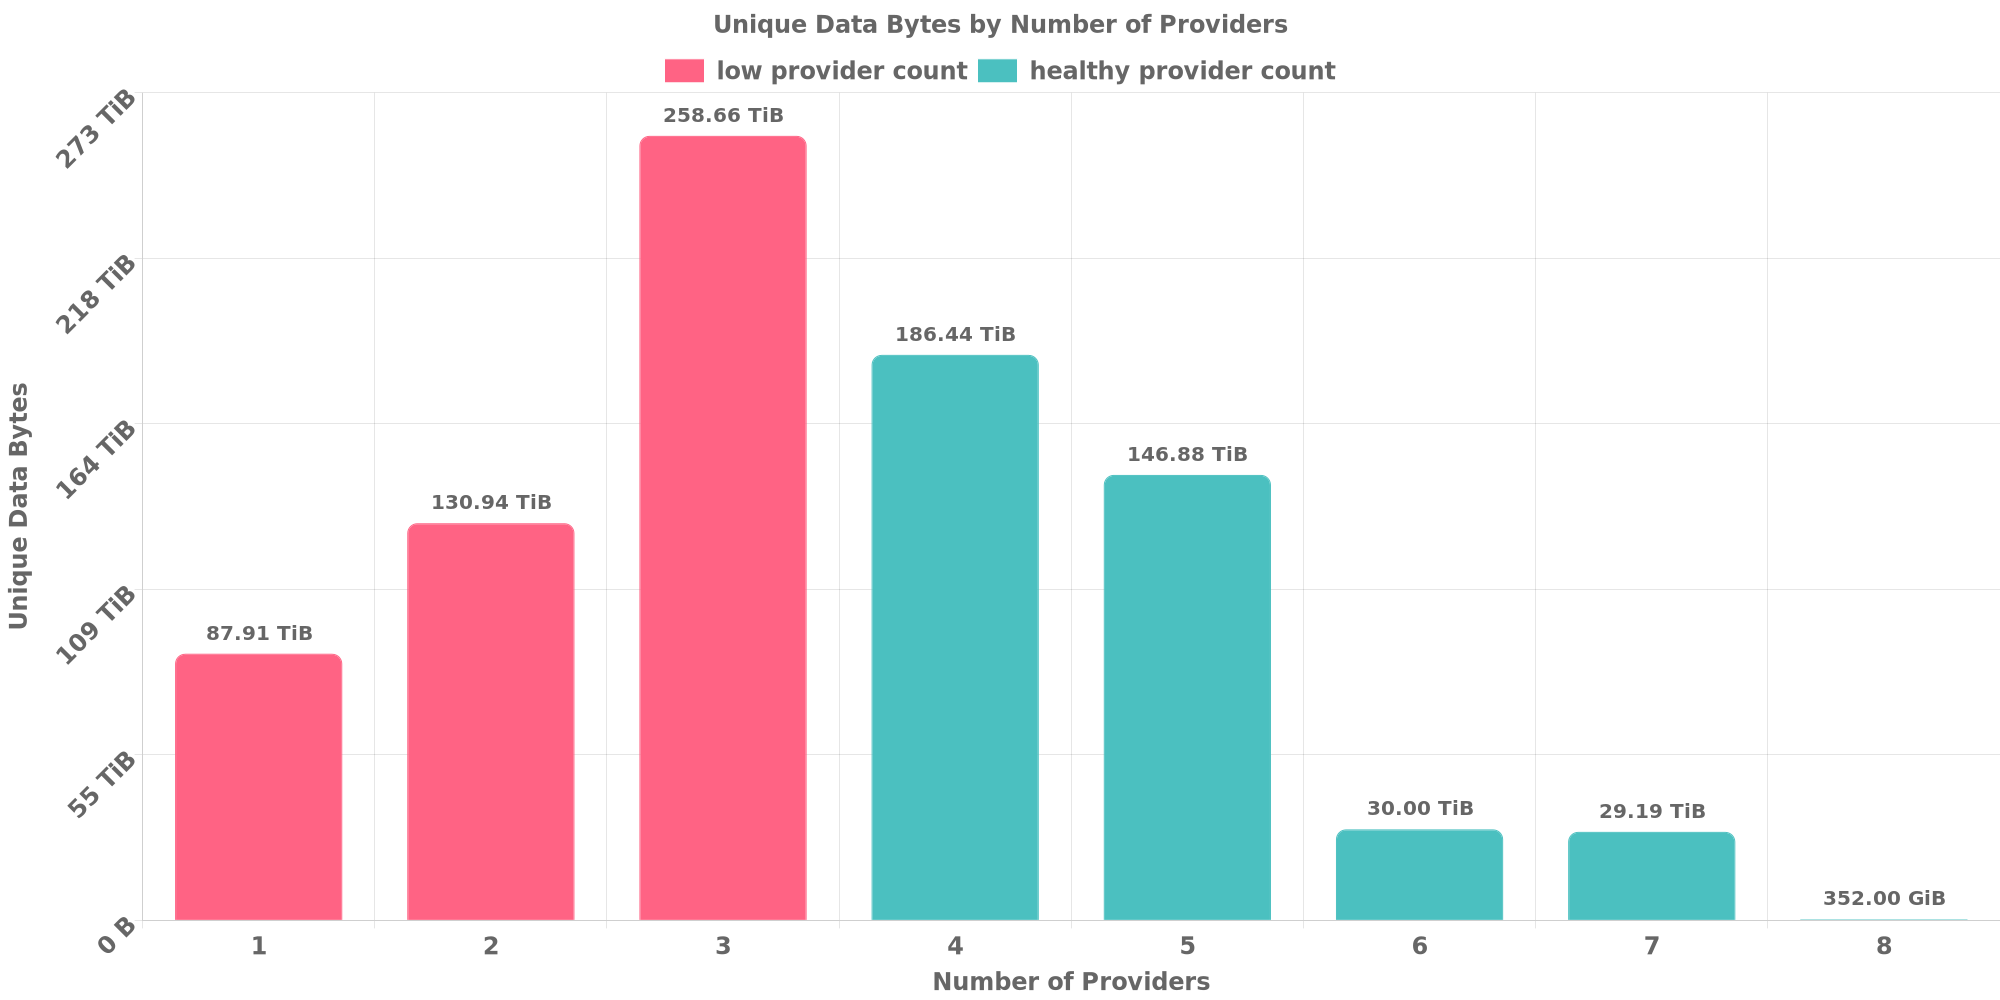 Unique Data Bytes by Number of Providers
low provider count healthy provider count
273 TiB
218 TiB
164 TiB
109 TiB
55 TiB
0 B
Unique Data Bytes
87.91 TiB
130.94 TiB
258.66 TiB
186.44 TiB
146.88 TiB
30.00 TiB
29.19 TiB
352.00 GiB
1 2 3 4 5 6 7 8
Number of Providers